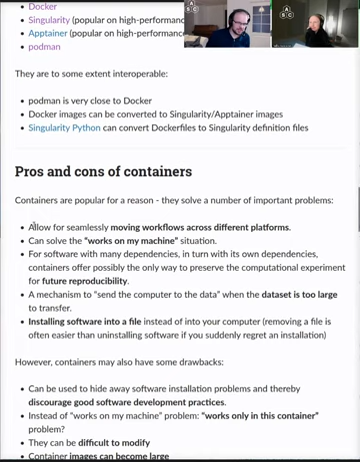 Docker
Singularity (popular on high-performanc
Apptainer (popular on high-performance
podman
They are to some extent interoperable:
podman is very close to Docker
Docker images can be converted to Singularity/Apptainer images
Singularity Python can convert Dockerfiles to Singularity definition files
Pros and cons of containers
Containers are popular for a reason - they solve a number of important problems:
Allow for seamlessly moving workflows across different platforms.
Can solve the "works on my machine" situation.
For software with many dependencies, in turn with its own dependencies,
containers offer possibly the only way to preserve the computational experiment
for future reproducibility.
A mechanism to "send the computer to the data" when the dataset is too large
to transfer.
Installing software into a file instead of into your computer (removing a file is
often easier than uninstalling software if you suddenly regret an installation)
However, containers may also have some drawbacks:
Can be used to hide away software installation problems and thereby
discourage good software development practices.
Instead of "works on my machine" problem: "works only in this container"
problem?
They can be difficult to modify
Container images can become large